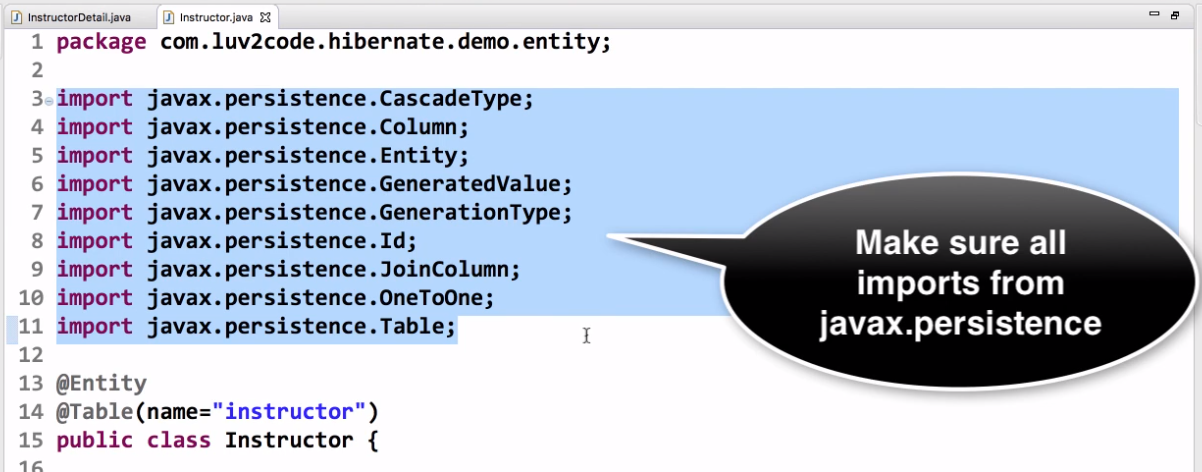 InstructorDetail.java
Instructor.java
1 package com.luv2code.hibernate.demo.entity;
2
3 import javax.persistence.CascadeType;
4 import javax.persistence.Column;
5 import javax.persistence.Entity;
6 import javax.persistence.GeneratedValue;
7 import javax.persistence.GenerationType;
8 import javax.persistence.Id;
9 import javax.persistence.JoinColumn;
10 import javax.persistence.OneToOne;
11 import javax.persistence.Table;
12
13 @Entity
14 @Table(name="instructor")
15 public class Instructor {
16
Make sure all
imports from
javax.persistence